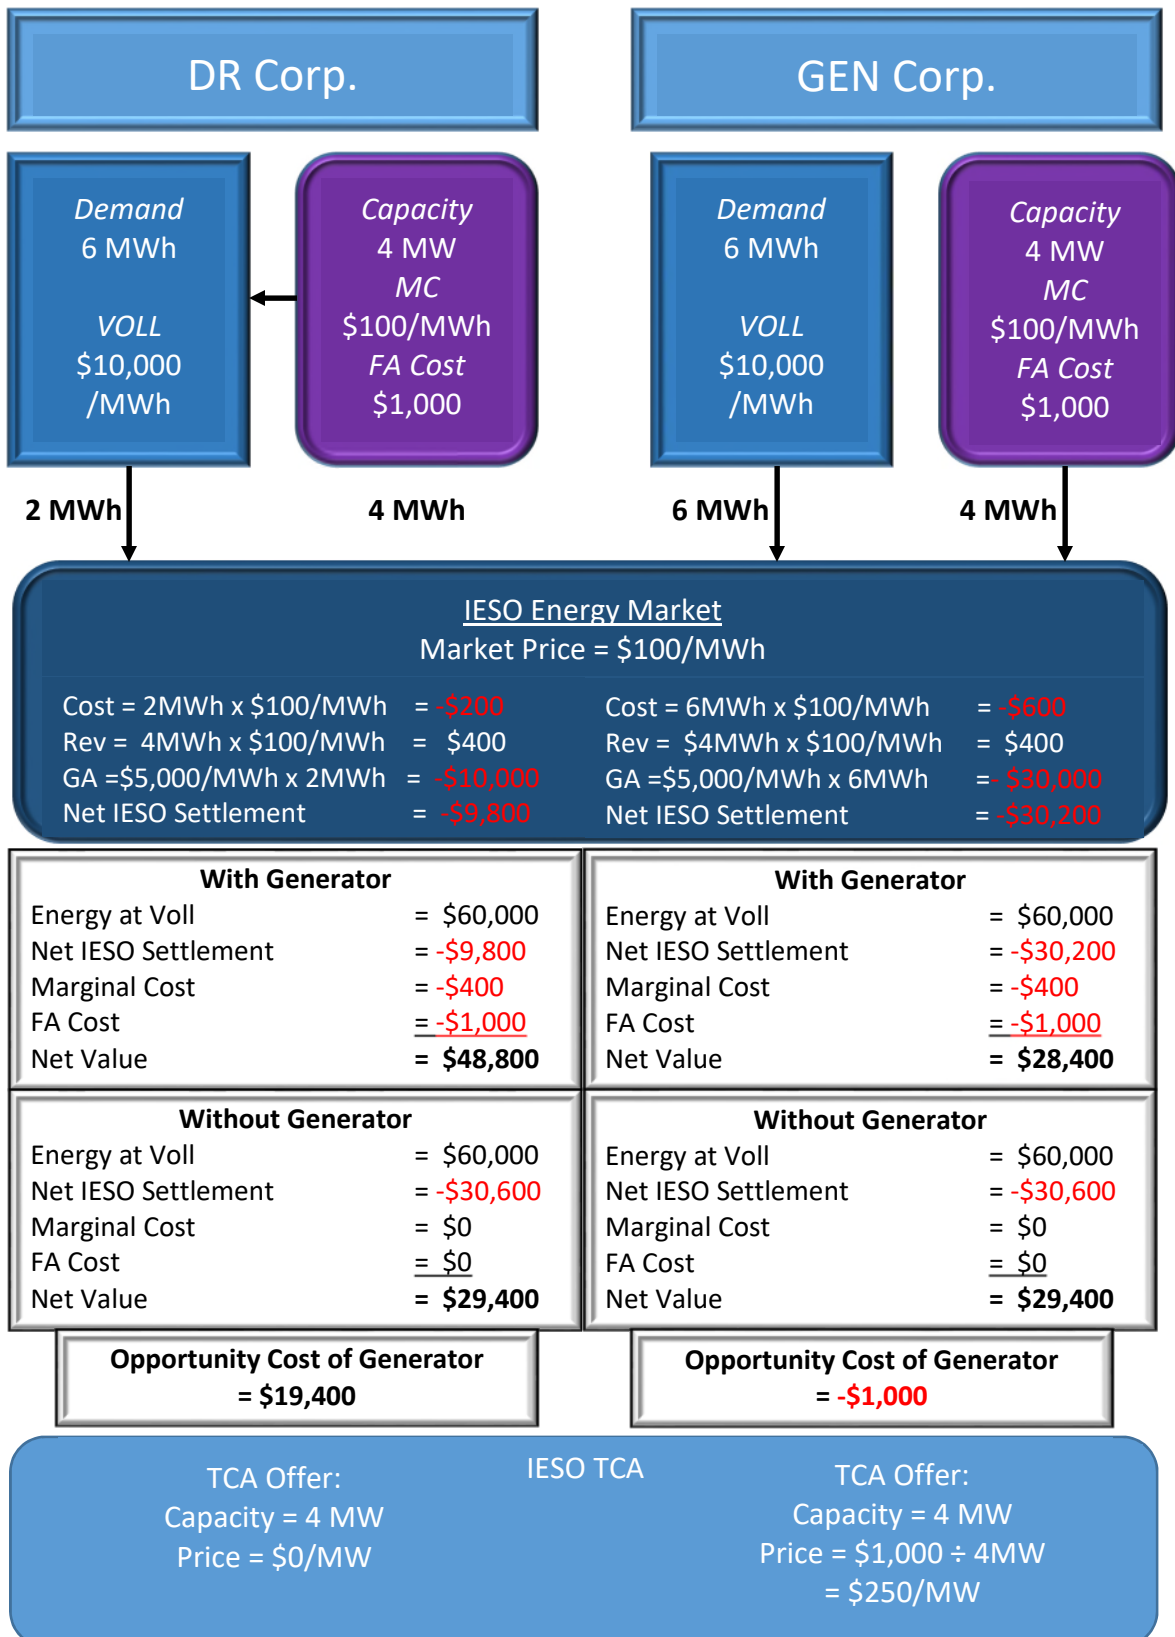 DR Corp.
GEN Corp.
Demand
6 MWh
VOLL
$10,000
/MWh
Capacity
4 MW
MC
$100/MWh
FA Cost
$1,000
Demand
6 MWh
VOLL
$10,000
/MWh
Capacity
4 MW
MC
$100/MWh
FA Cost
$1,000
2 MWh
4 MWh
6 MWh
4 MWh
IESO Energy Market
Market Price = $100/MWh
Cost = 2MWh x $100/MWh = -$200
Rev = 4MWh x $100/MWh = $400
GA =$5,000/MWh x 2MWh = -$10,000
Net IESO Settlement = -$9,800
Cost = 6MWh x $100/MWh = -$600
Rev = $4MWh x $100/MWh = $400
GA =$5,000/MWh x 6MWh =- $30,000
Net IESO Settlement = -$30,200
With Generator
Energy at Voll = $60,000
Net IESO Settlement = -$9,800
Marginal Cost = -$400
FA Cost = -$1,000
Net Value = $48,800
With Generator
Energy at Voll = $60,000
Net IESO Settlement = -$30,200
Marginal Cost = -$400
FA Cost = -$1,000
Net Value = $28,400
Without Generator
Energy at Voll = $60,000
Net IESO Settlement = -$30,600
Marginal Cost = $0
FA Cost = $0
Net Value = $29,400
Without Generator
Energy at Voll = $60,000
Net IESO Settlement = -$30,600
Marginal Cost = $0
FA Cost = $0
Net Value = $29,400
Opportunity Cost of Generator
= $19,400
Opportunity Cost of Generator
= -$1,000
IESO TCA
TCA Offer:
Capacity = 4 MW
Price = $0/MW
TCA Offer:
Capacity = 4 MW
Price = $1,000 ÷ 4MW
= $250/MW